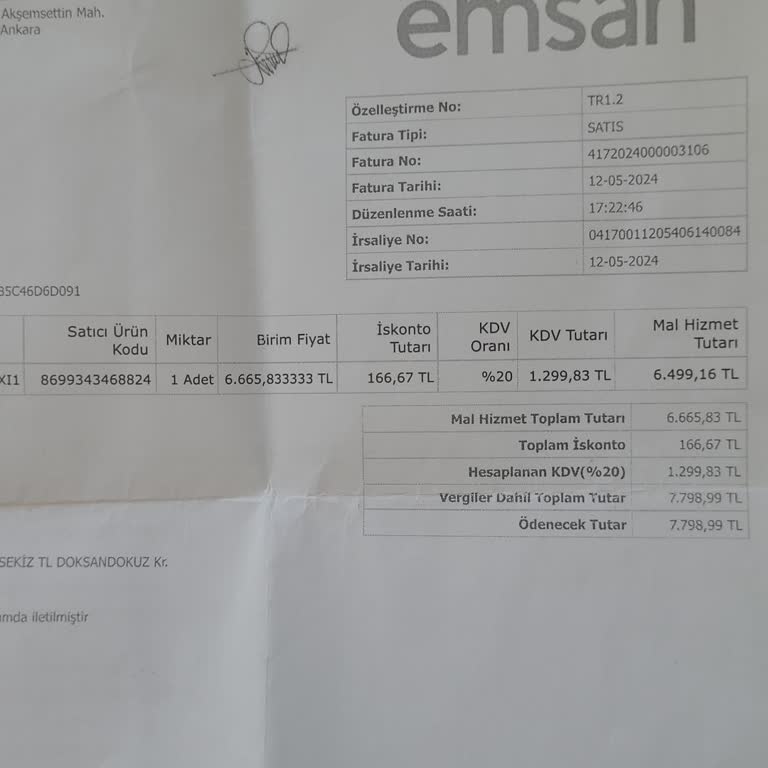 Akşemsettin Mah.
Ankara
emsan
Özelleştirme No: TR1.2
Fatura Tipi: SATIS
Fatura No: 4172024000003106
Fatura Tarihi: 12-05-2024
Düzenlenme Saati: 17:22:46
İrsaliye No: 04170011205406140084
İrsaliye Tarihi: 12-05-2024
35C46D6D091
Satıcı Ürün Kodu Miktar Birim Fiyat İskonto Tutarı KDV Oranı KDV Tutarı Mal Hizmet Tutarı
XI1 8699343468824 1 Adet 6.665,833333 TL 166,67 TL %20 1.299,83 TL 6.499,16 TL
Mal Hizmet Toplam Tutarı 6.665,83 TL
Toplam İskonto 166,67 TL
Hesaplanan KDV(%20) 1.299,83 TL
Vergiler Dahil Toplam Tutar 7.798,99 TL
Ödenecek Tutar 7.798,99 TL
SEKİZ TL DOKSANDOKUZ Kr.
ımda iletilmiştir